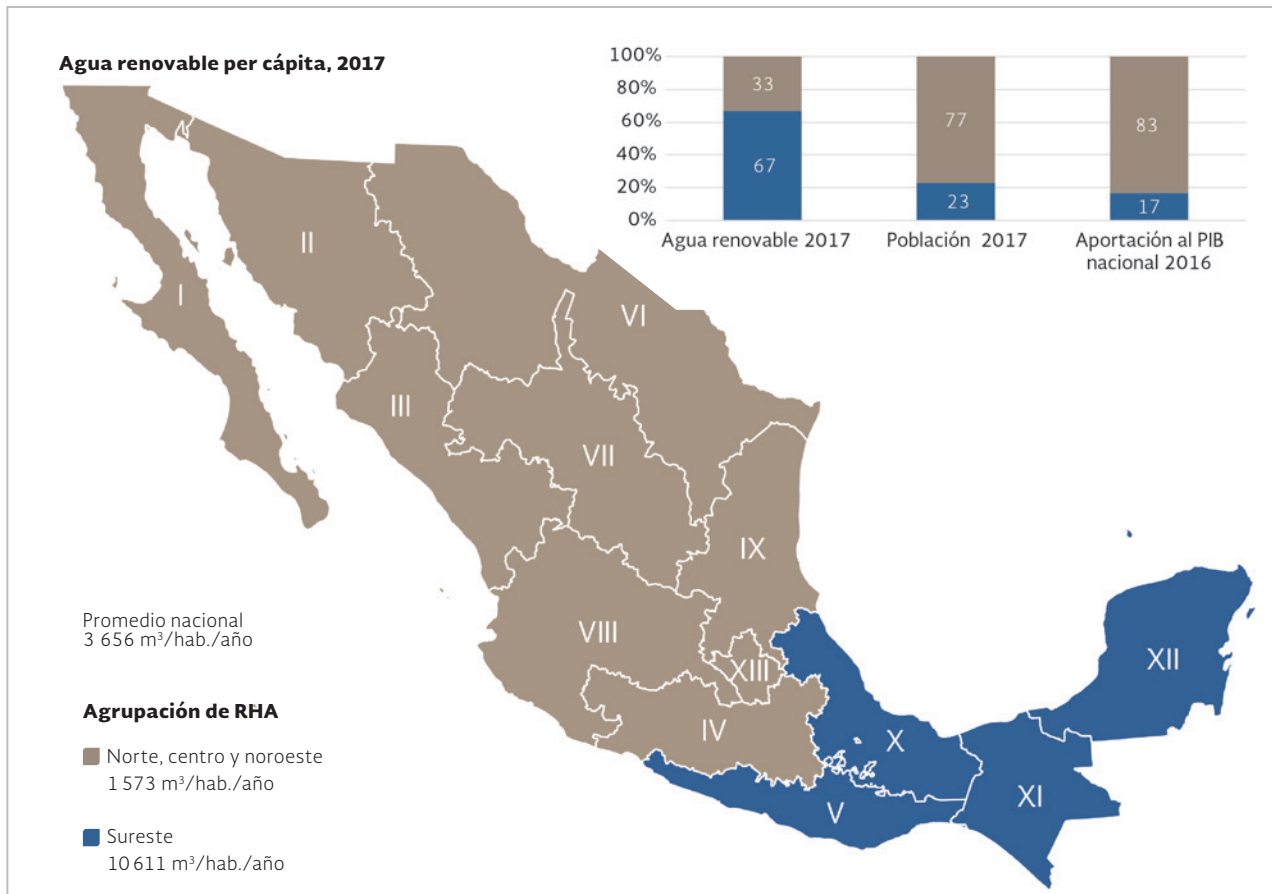 Agua renovable per cápita, 2017
100%
80%
60%
40%
20%
0%
33
67
77
23
83
17
Agua renovable 2017
Población 2017
Aportación al PIB
nacional 2016
I
II
III
VI
VII
IX
VIII
XIII
IV
X
V
XI
XII
Promedio nacional
3 656 m³/hab./año
Agrupación de RHA
Norte, centro y noroeste
1 573 m³/hab./año
Sureste
10 611 m³/hab./año